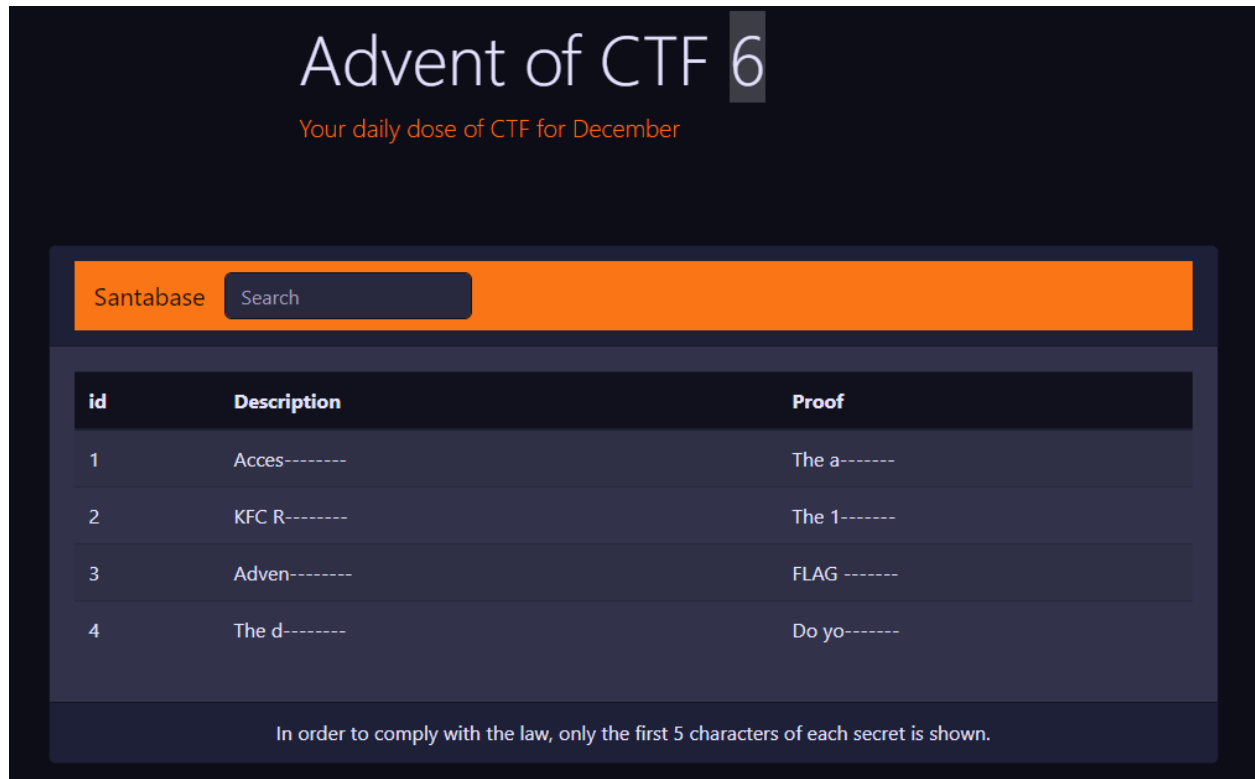 Advent of CTF 6
Your daily dose of CTF for December
Santabase Search
id Description Proof
1 Acces-------- The a-------
2 KFC R-------- The 1-------
3 Adven-------- FLAG -------
4 The d-------- Do yo-------
In order to comply with the law, only the first 5 characters of each secret is shown.